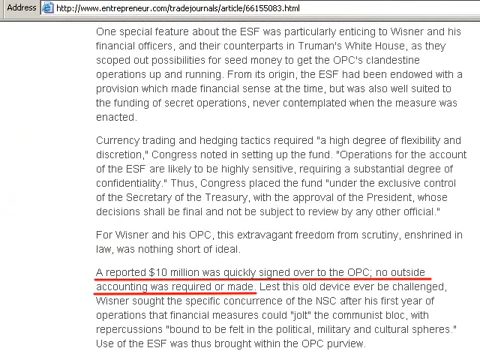 Address http://www.entrepreneur.com/tradejournals/article/66155083.html
One special feature about the ESF was particularly enticing to Wisner and his
financial officers, and their counterparts in Truman's White House, as they
scoped out possibilities for seed money to get the OPC's clandestine
operations up and running. From its origin, the ESF had been endowed with a
provision which made financial sense at the time, but was also well suited to
the funding of secret operations, never contemplated when the measure was
enacted.
Currency trading and hedging tactics required "a high degree of flexibility and
discretion," Congress noted in setting up the fund. "Operations for the account
of the ESF are likely to be highly sensitive, requiring a substantial degree of
confidentiality." Thus, Congress placed the fund "under the exclusive control
of the Secretary of the Treasury, with the approval of the President, whose
decisions shall be final and not be subject to review by any other official."
For Wisner and his OPC, this extravagant freedom from scrutiny, enshrined in
law, was nothing short of ideal.
A reported $10 million was quickly signed over to the OPC; no outside
accounting was required or made. Lest this old device ever be challenged,
Wisner sought the specific concurrence of the NSC after his first year of
operations that financial measures could "jolt" the communist bloc, with
repercussions "bound to be felt in the political, military and cultural spheres."
Use of the ESF was thus brought within the OPC purview.